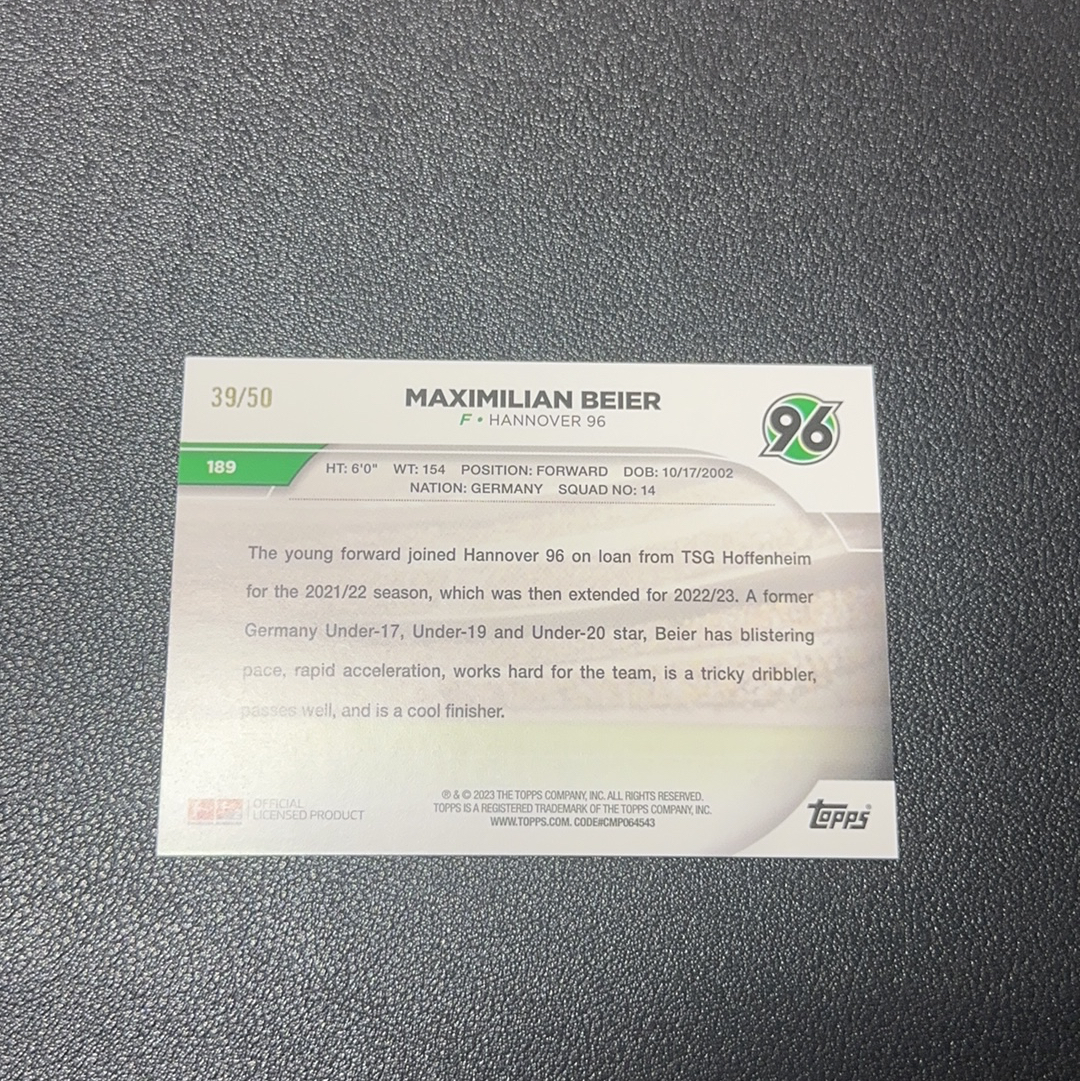 39/50
MAXIMILIAN BEIER
F • HANNOVER 96
96
189
HT: 6'0" WT: 154 POSITION: FORWARD DOB: 10/17/2002
NATION: GERMANY SQUAD NO: 14
The young forward joined Hannover 96 on loan from TSG Hoffenheim
for the 2021/22 season, which was then extended for 2022/23. A former
Germany Under-17, Under-19 and Under-20 star, Beier has blistering
pace, rapid acceleration, works hard for the team, is a tricky dribbler,
passes well, and is a cool finisher.
OFFICIAL
LICENSED PRODUCT
® & © 2023 THE TOPPS COMPANY, INC. ALL RIGHTS RESERVED.
TOPPS IS A REGISTERED TRADEMARK OF THE TOPPS COMPANY, INC.
WWW.TOPPS.COM. CODE#CMP064543
topps®